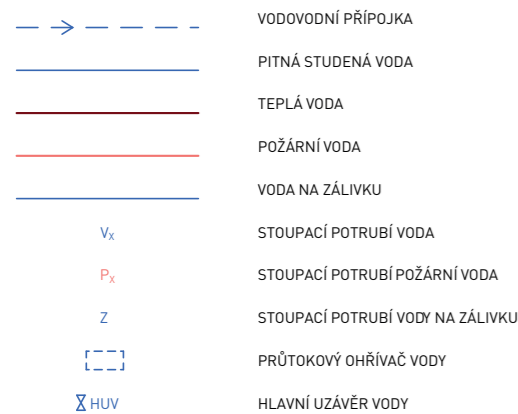 VODOVODNÍ PŘÍPOJKA
PITNÁ STUDENÁ VODA
TEPLÁ VODA
POŽÁRNÍ VODA
VODA NA ZÁLIVKU
VX STOUPACÍ POTRUBÍ VODA
PX STOUPACÍ POTRUBÍ POŽÁRNÍ VODA
Z STOUPACÍ POTRUBÍ VODY NA ZÁLIVKU
PRŮTOKOVÝ OHŘÍVAČ VODY
HUV HLAVNÍ UZÁVĚR VODY